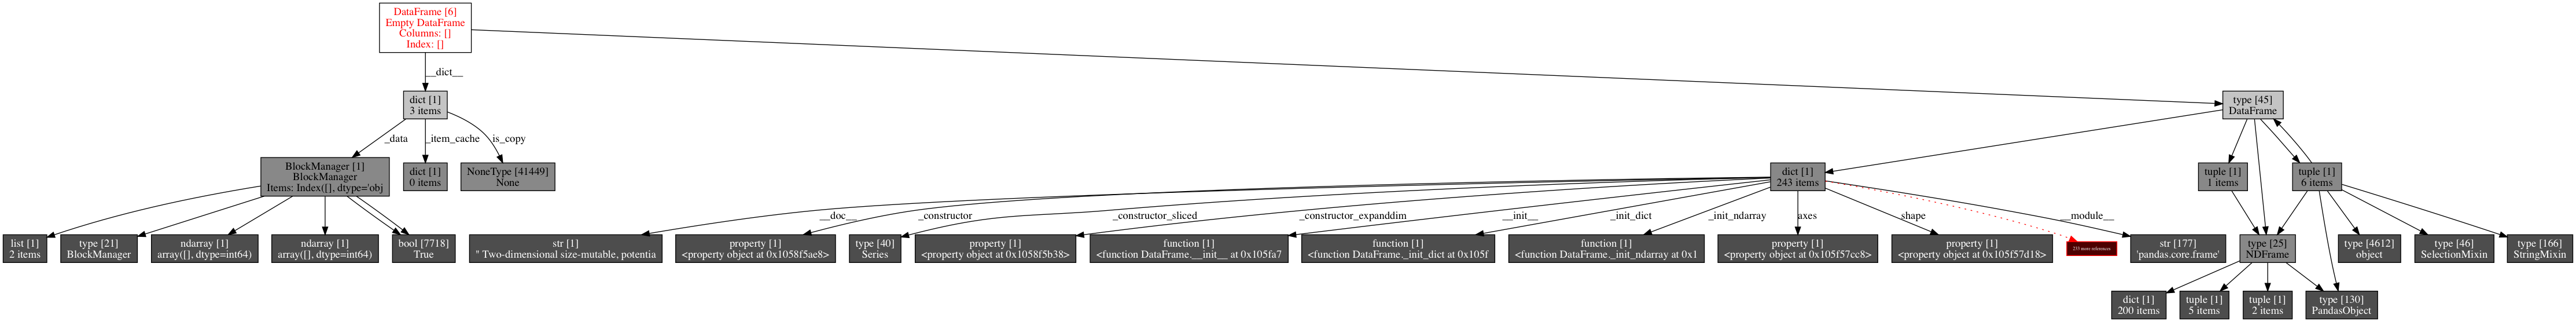 DataFrame [6]
Empty DataFrame
Columns: []
Index: []
__dict__
dict [1]
3 items
type [45]
DataFrame
_data
_item_cache
is_copy
BlockManager [1]
BlockManager
Items: Index([], dtype='obj
dict [1]
0 items
NoneType [41449]
None
dict [1]
243 items
tuple [1]
1 items
tuple [1]
6 items
__doc__
_constructor
_constructor_sliced
_constructor_expanddim
__init__
_init_dict
_init_ndarray
axes
shape
__module__
list [1]
2 items
type [21]
BlockManager
ndarray [1]
array([], dtype=int64)
ndarray [1]
array([], dtype=int64)
bool [7718]
True
str [1]
" Two-dimensional size-mutable, potentia
property [1]
<property object at 0x1058f5ae8>
type [40]
Series
property [1]
<property object at 0x1058f5b38>
function [1]
<function DataFrame.__init__ at 0x105fa7
function [1]
<function DataFrame._init_dict at 0x105f
function [1]
<function DataFrame._init_ndarray at 0x1
property [1]
<property object at 0x105f57cc8>
property [1]
<property object at 0x105f57d18>
233 more references
str [177]
'pandas.core.frame'
type [25]
NDFrame
type [4612]
object
type [46]
SelectionMixin
type [166]
StringMixin
dict [1]
200 items
tuple [1]
5 items
tuple [1]
2 items
type [130]
PandasObject